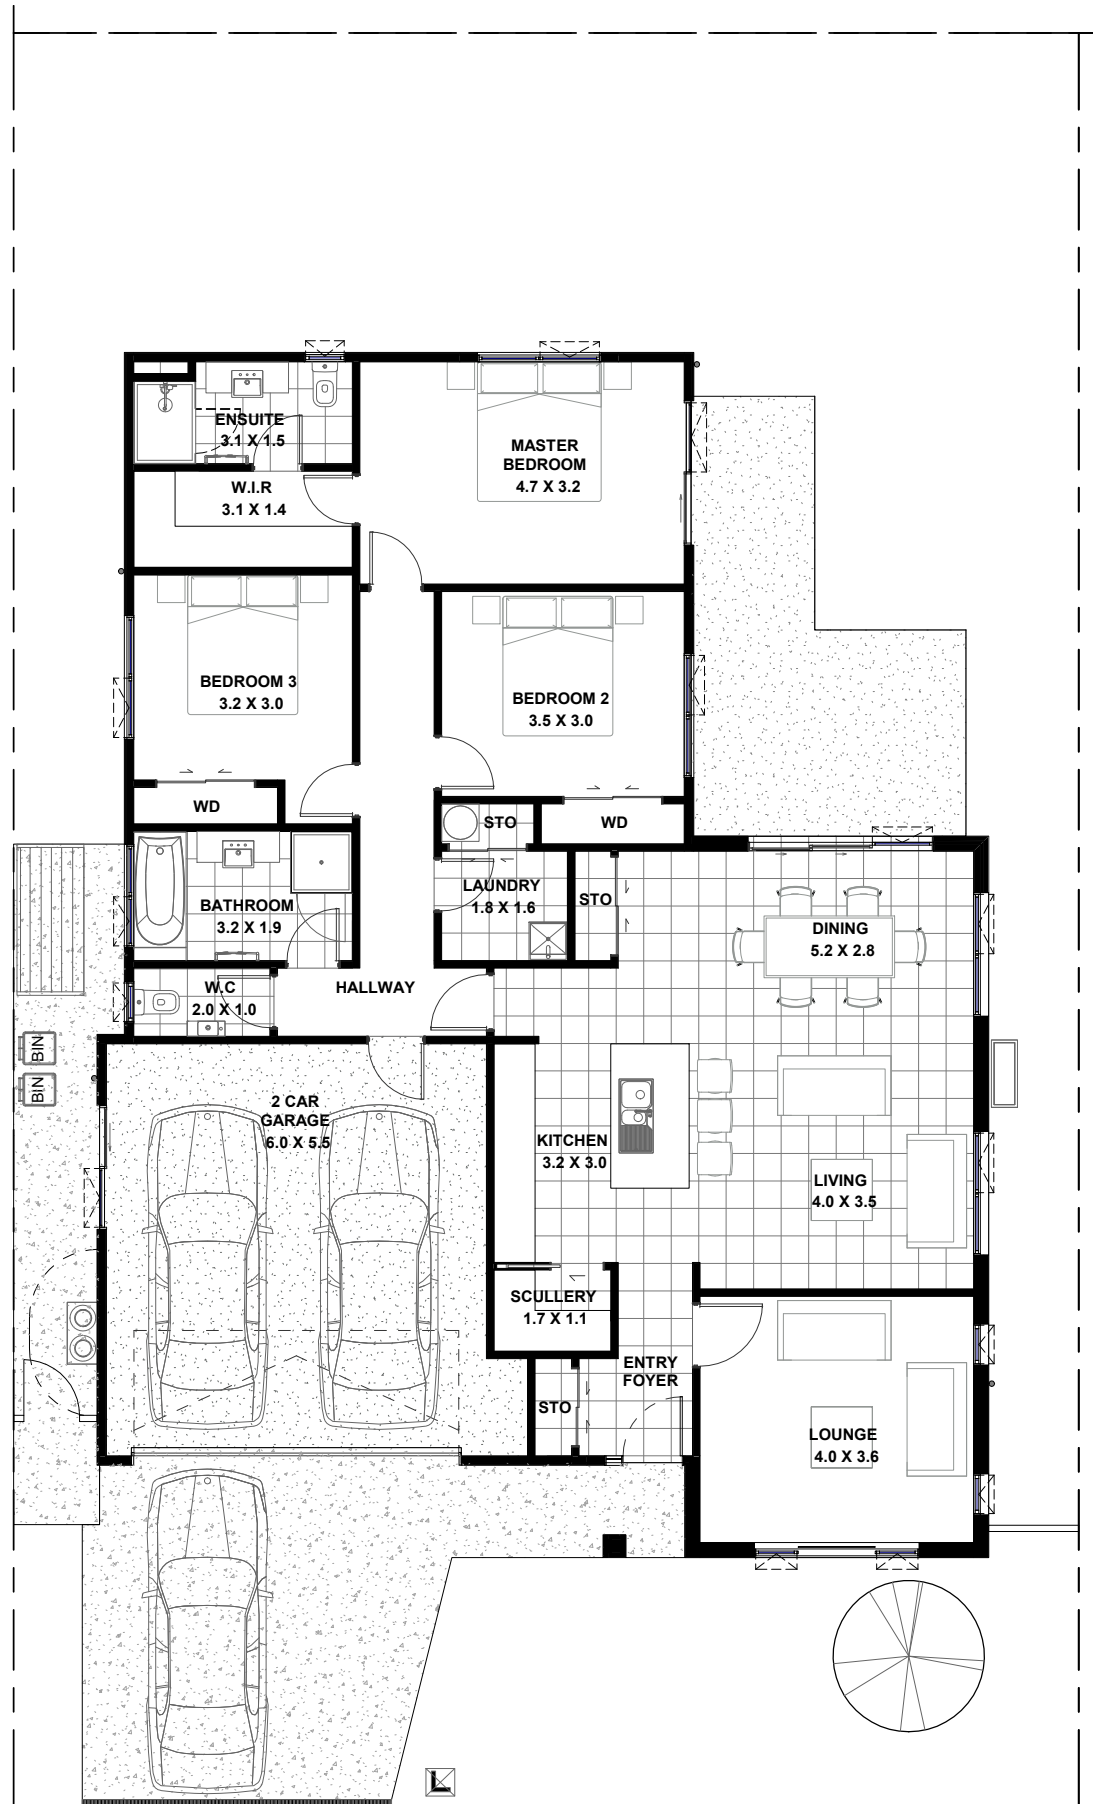 ENSUITE
3.1 X 1.5
MASTER
BEDROOM
4.7 X 3.2
W.I.R
3.1 X 1.4
BEDROOM 3
3.2 X 3.0
BEDROOM 2
3.5 X 3.0
WD
STO
WD
LAUNDRY
1.8 X 1.6
STO
BATHROOM
3.2 X 1.9
DINING
5.2 X 2.8
W.C
2.0 X 1.0
HALLWAY
BIN
BIN
2 CAR
GARAGE
6.0 X 5.5
KITCHEN
3.2 X 3.0
LIVING
4.0 X 3.5
SCULLERY
1.7 X 1.1
ENTRY
FOYER
STO
LOUNGE
4.0 X 3.6
L